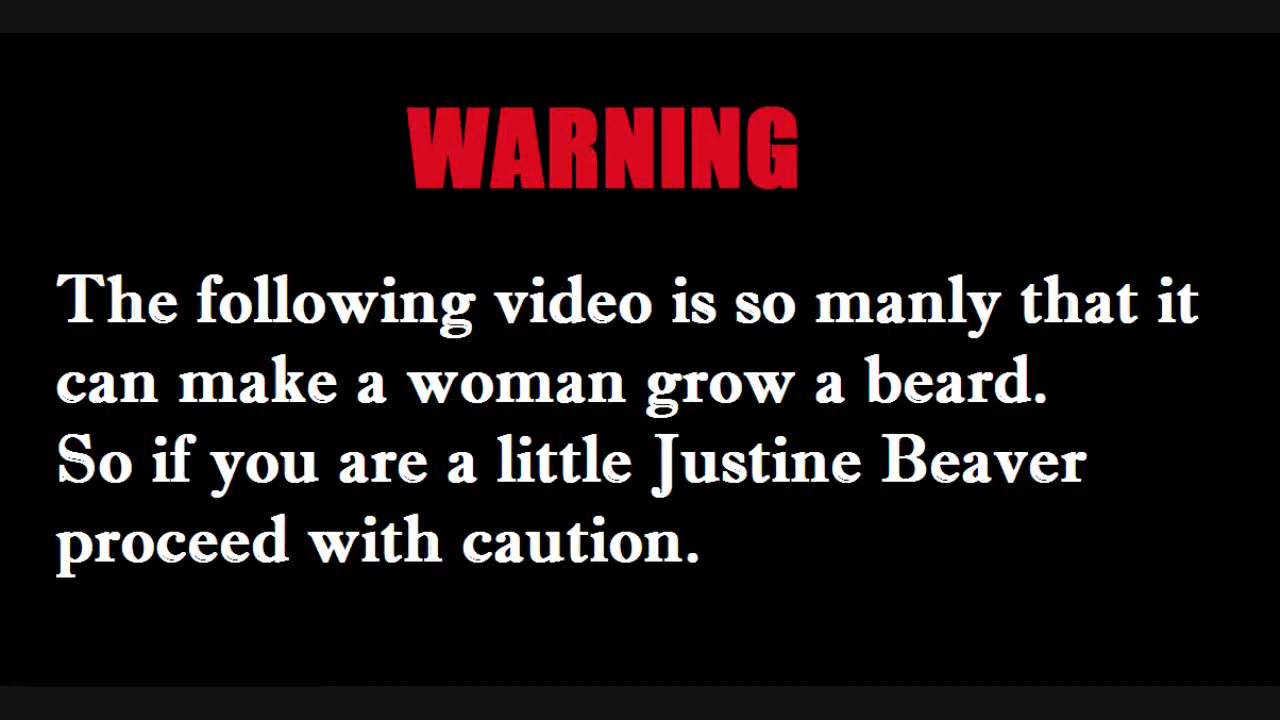 WARNING
The following video is so manly that it
can make a woman grow a beard.
So if you are a little Justine Beaver
proceed with caution.